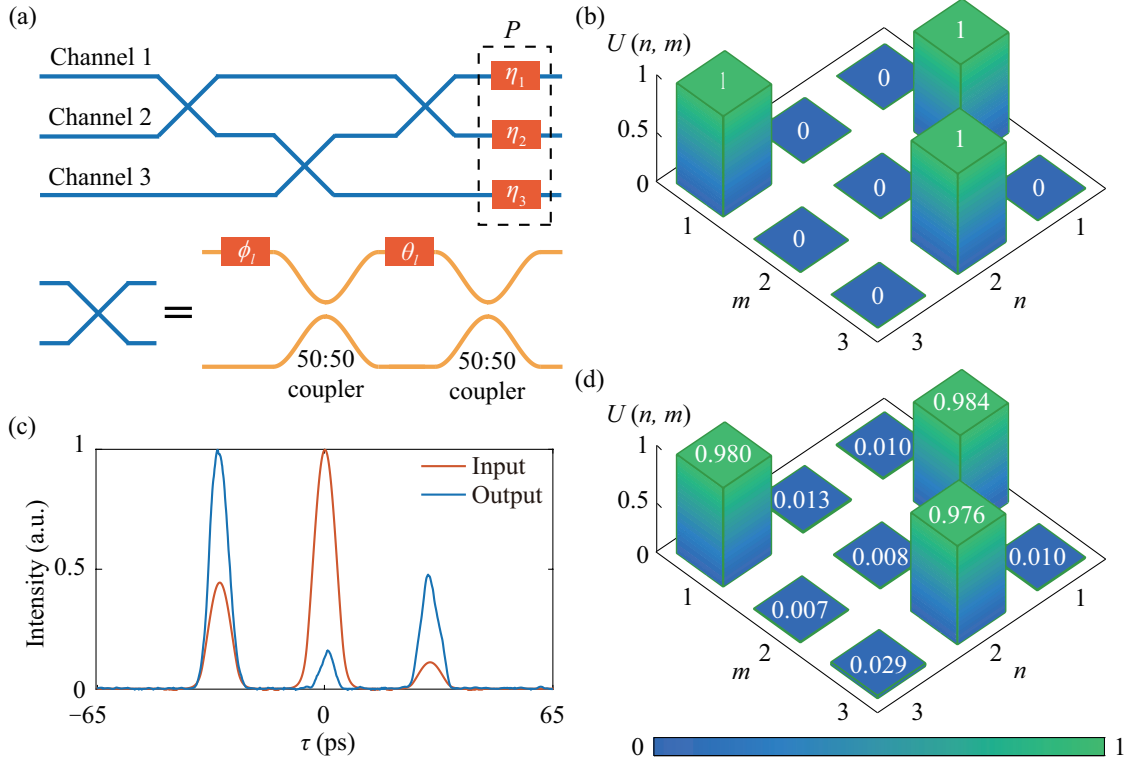 (a)
P
Channel 1
η1
Channel 2
η2
Channel 3
η3
ϕl
θl
=
50:50
coupler
50:50
coupler
(b)
U (n, m)
1
0.5
0
1
0
1
0
1
0
0
0
0
1
2
3
m
1
2
3
n
(c)
1
0.5
0
Intensity (a.u.)
Input
Output
−65
0
65
τ (ps)
(d)
U (n, m)
1
0.5
0
0.984
0.980
0.010
0.013
0.976
0.008
0.010
0.007
0.029
1
2
3
m
1
2
3
n
0
1